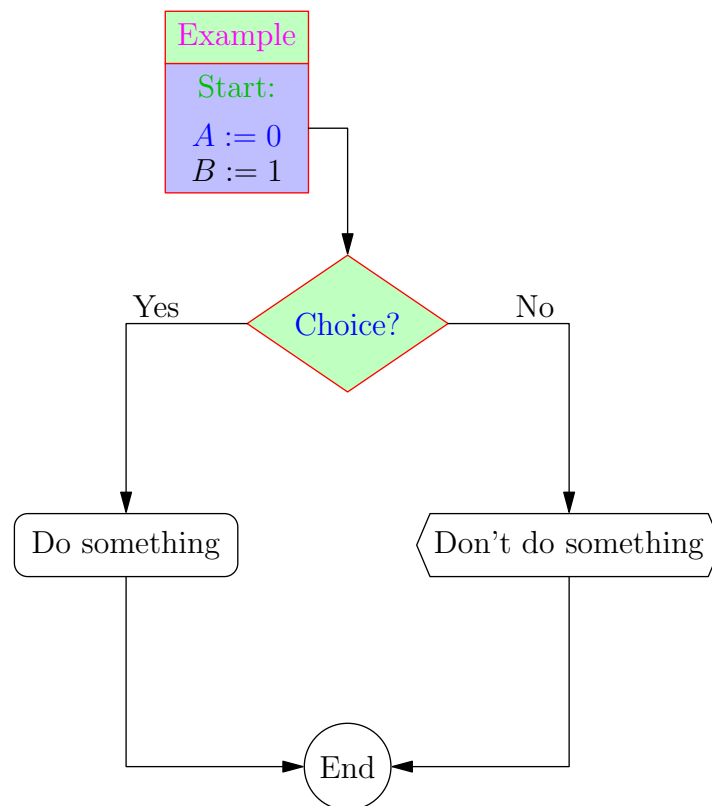 Example
Start:
A := 0
B := 1
Choice?
Yes
No
Do something
Don't do something
End